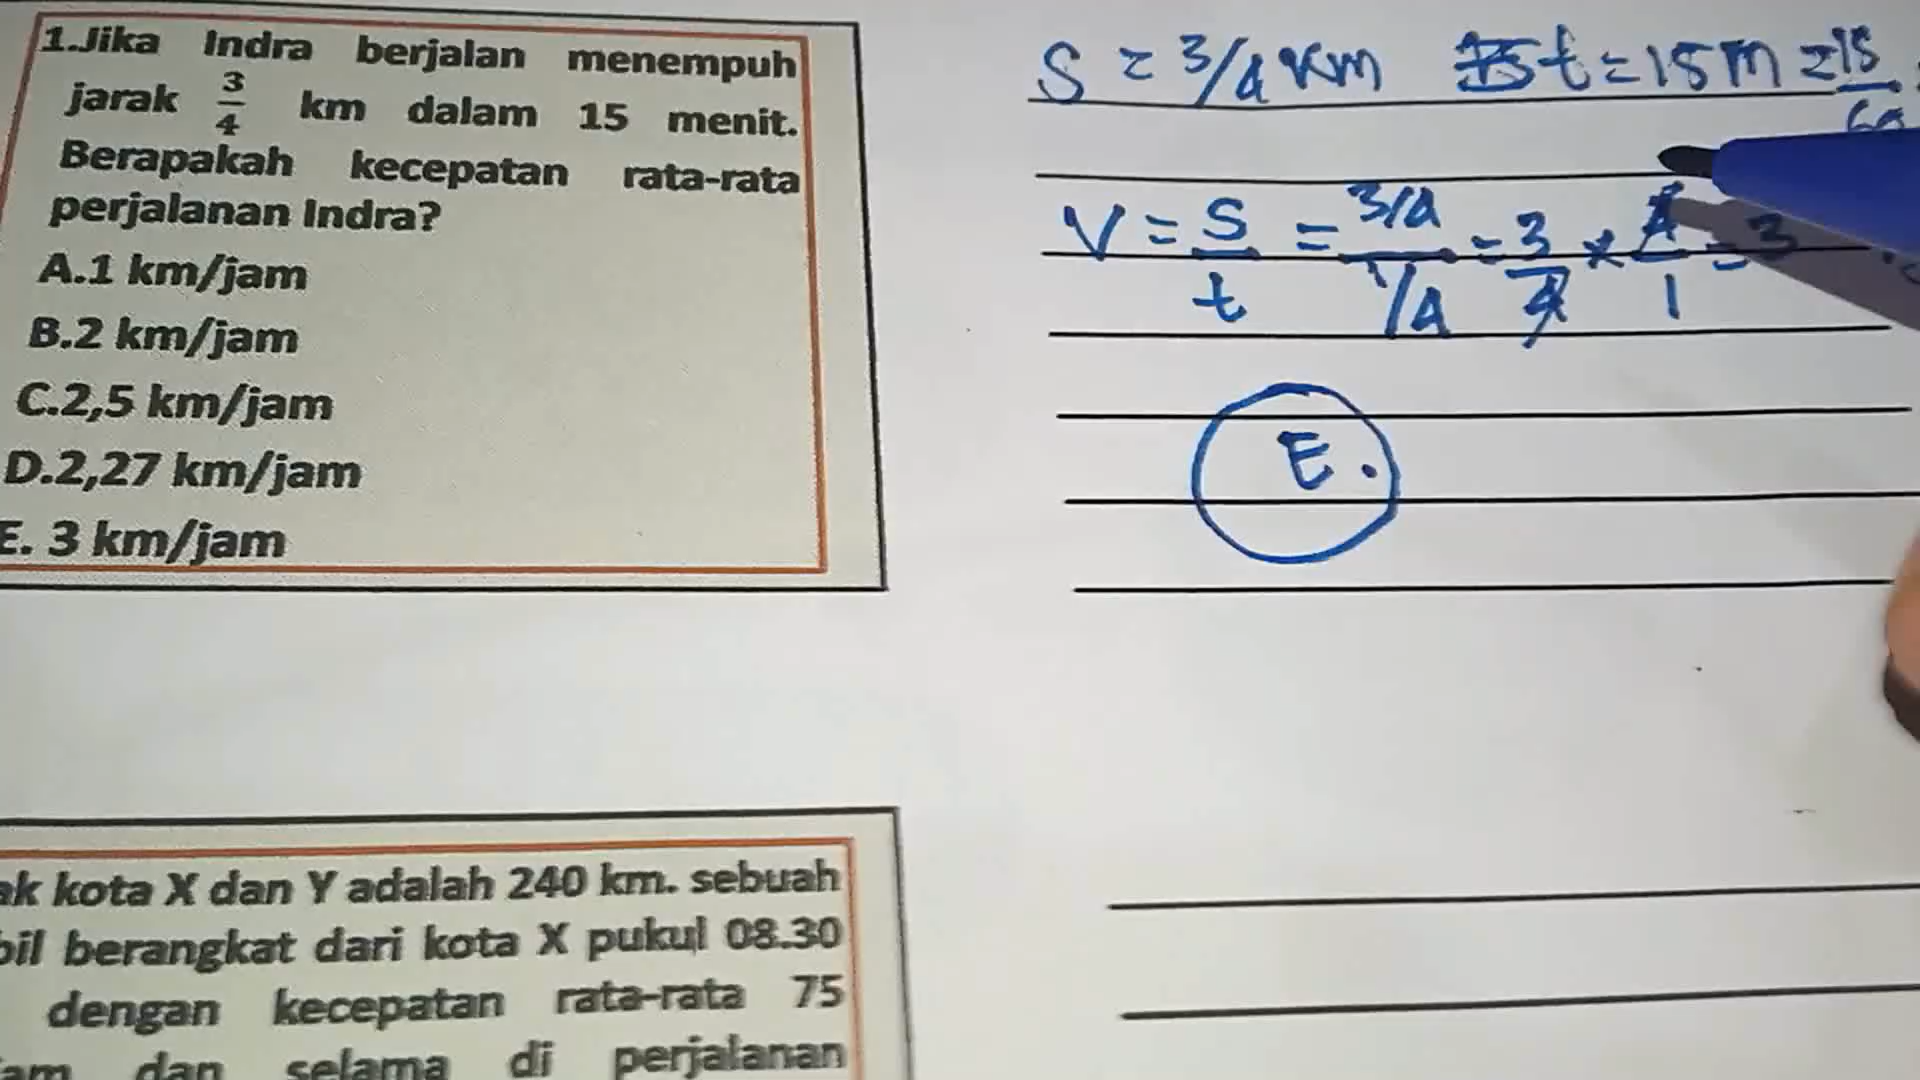 1.Jika Indra berjalan menempuh
jarak 3/4 km dalam 15 menit.
Berapakah kecepatan rata-rata
perjalanan Indra?
A.1 km/jam
B.2 km/jam
C.2,5 km/jam
D.2,27 km/jam
E. 3 km/jam
S = 3/4 km t = 15 m = 15/60
V = S/t = 3/4 / 1/4 = 3/4 × 4/1 = 3
E.
kota X dan Y adalah 240 km. sebuah
berangkat dari kota X pukul 08.30
dengan kecepatan rata-rata 75
dan selama di perjalanan